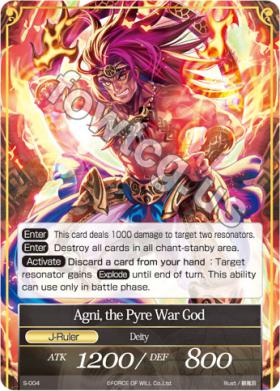 fowtcg.us
Enter This card deals 1000 damage to target two resonators.
Enter Destroy all cards in all chant-stanby area.
Activate Discard a card from your hand : Target
resonator gains Explode until end of turn. This ability
can use only in battle phase.
Agni, the Pyre War God
J-Ruler Deity
ATK 1200 / DEF 800
S-004 ©FORCE OF WILL Co.,Ltd. Illust /